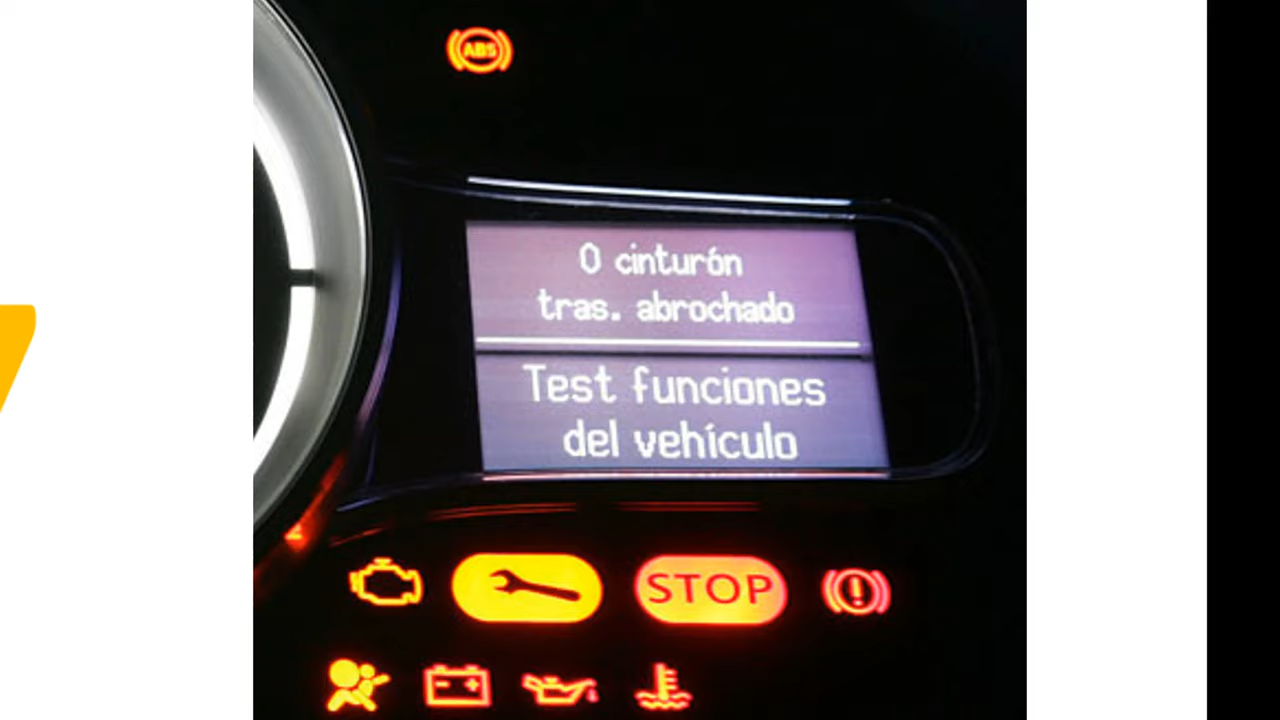 ABS
0 cinturón
tras. abrochado
Test funciones
del vehículo
STOP